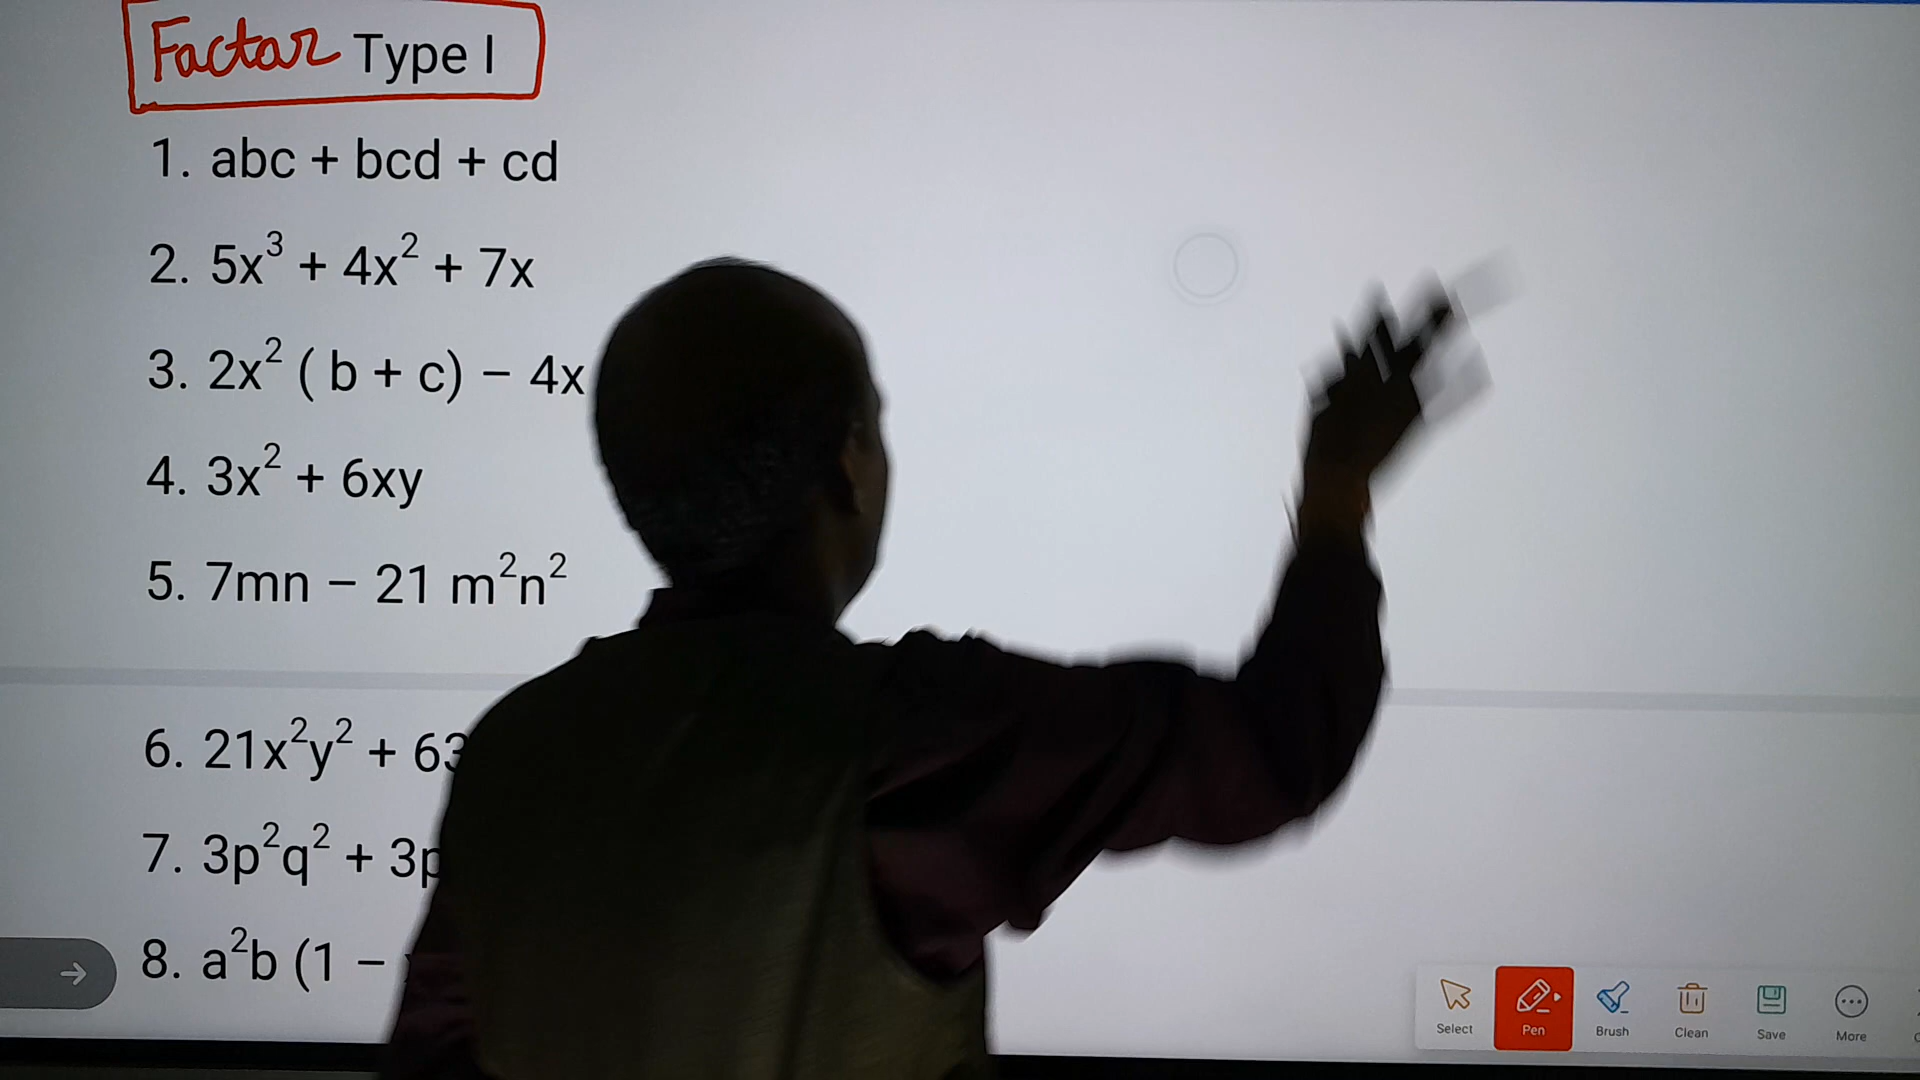 Factor Type I
1. abc + bcd + cd
2. 5x³ + 4x² + 7x
3. 2x² ( b + c) – 4x
4. 3x² + 6xy
5. 7mn – 21 m²n²
6. 21x²y² + 63
7. 3p²q² + 3p
8. a²b (1 –
Select Pen Brush Clean Save More